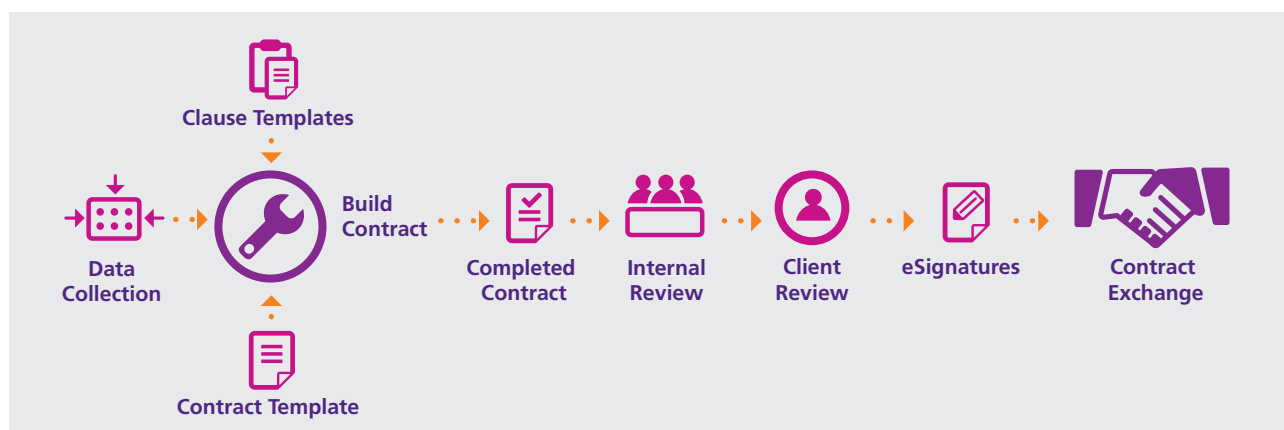 Clause Templates
Data
Collection
Build
Contract
Contract Template
Completed
Contract
Internal
Review
Client
Review
eSignatures
Contract
Exchange